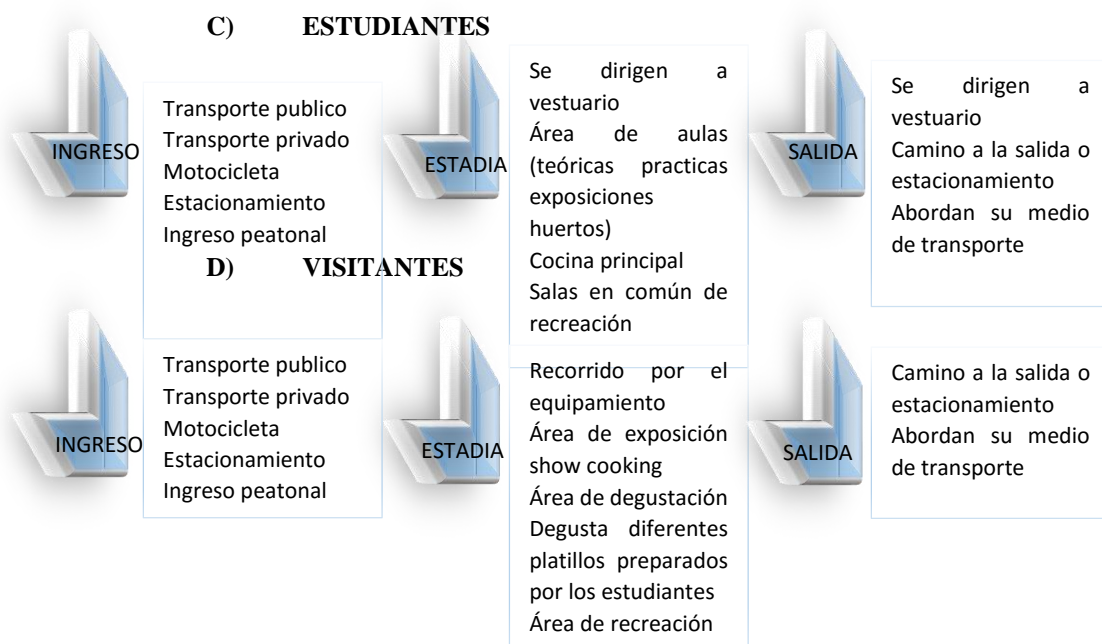 C) ESTUDIANTES
INGRESO
Transporte publico
Transporte privado
Motocicleta
Estacionamiento
Ingreso peatonal
ESTADIA
Se dirigen a
vestuario
Área de aulas
(teóricas practicas
exposiciones
huertos)
Cocina principal
Salas en común de
recreación
SALIDA
Se dirigen a
vestuario
Camino a la salida o
estacionamiento
Abordan su medio
de transporte
D) VISITANTES
INGRESO
Transporte publico
Transporte privado
Motocicleta
Estacionamiento
Ingreso peatonal
ESTADIA
Recorrido por el
equipamiento
Área de exposición
show cooking
Área de degustación
Degusta diferentes
platillos preparados
por los estudiantes
Área de recreación
SALIDA
Camino a la salida o
estacionamiento
Abordan su medio
de transporte